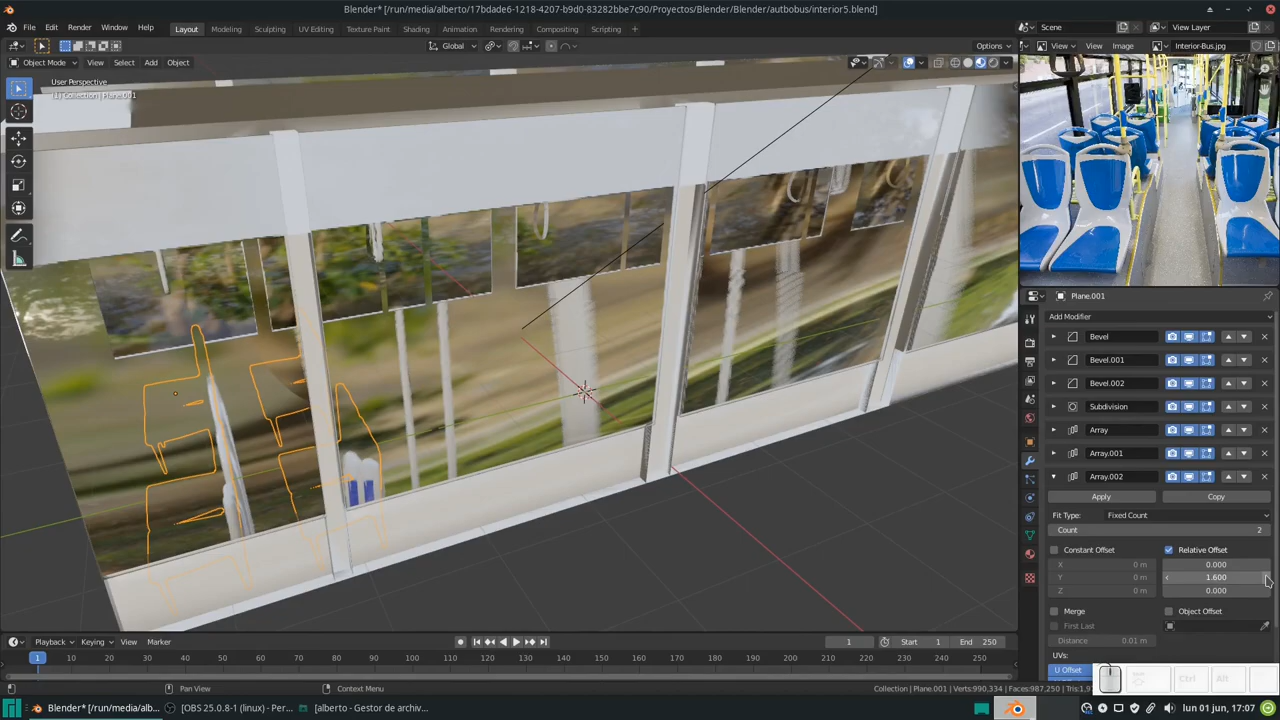 Blender* [/run/media/alberto/17bdade6-1218-4207-b9d0-83282bbe7c90/Proyectos/Blender/Blender/autbobus/interior5.blend]
File Edit Render Window Help Layout Modeling Sculpting UV Editing Texture Paint Shading Animation Rendering Compositing Scripting + Scene View Layer
Global Options View View Image Interior-Bus.jpg
Object Mode View Select Add Object
User Perspective
(1) Collection | Plane.001
Plane.001
Add Modifier
Bevel
Bevel.001
Bevel.002
Subdivision
Array
Array.001
Array.002
Apply Copy
Fit Type: Fixed Count
Count 2
Constant Offset Relative Offset
X 0 m 0.000
Y 0 m 1.600
Z 0 m 0.000
Merge Object Offset
First Last
Distance 0.01 m
UVs:
U Offset
Playback Keying View Marker 1 Start 1 End 250
1 10 20 30 40 50 60 70 80 90 100 110 120 130 140 150 160 170 180 190 200 210 220 230 240 250
Ctrl Alt
Pan View Context Menu Collection | Plane.001 | Verts:990,334 | Faces:987,250 | Tris:1,9
Blender* [/run/media/alberto/17b... [OBS 25.0.8-1 (linux) - Per... [alberto - Gestor de archiv... lun 01 jun, 17:07